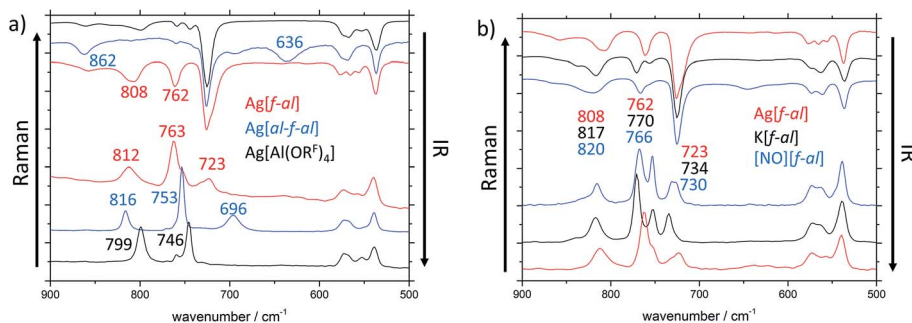 a)
636
862
808
762
Ag[f-al]
Ag[al-f-al]
Ag[Al(ORF)4]
763
812
723
816
753
696
799
746
Raman
IR
900 800 700 600 500
wavenumber / cm-1
b)
808
817
820
762
770
766
723
734
730
Ag[f-al]
K[f-al]
[NO][f-al]
Raman
IR
900 800 700 600 500
wavenumber / cm-1